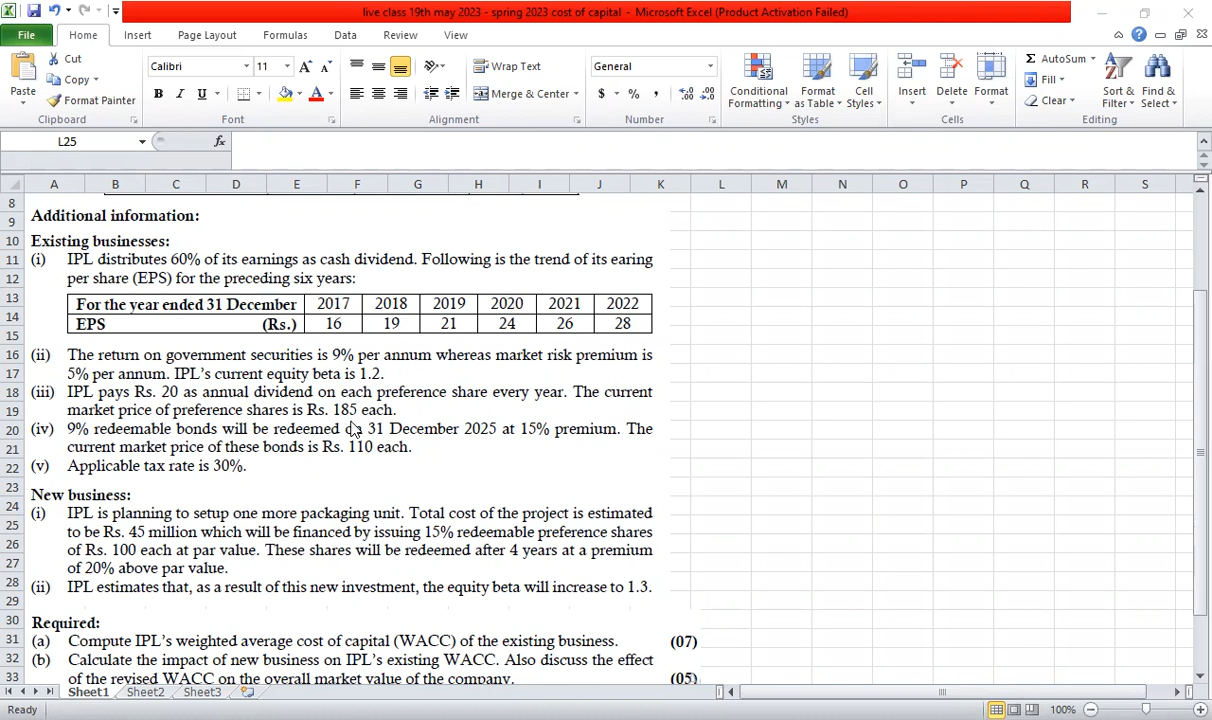 live class 19th may 2023 - spring 2023 cost of capital - Microsoft Excel (Product Activation Failed)
File Home Insert Page Layout Formulas Data Review View
Cut
Copy
Format Painter
Paste
Clipboard
Calibri 11
B I U
Font
Wrap Text
Merge & Center
Alignment
General
$ % ,
Number
Conditional Formatting
Format as Table
Cell Styles
Styles
Insert
Delete
Format
Cells
AutoSum
Fill
Clear
Sort & Filter
Find & Select
Editing
L25 fx
A B C D E F G H I J K L M N O P Q R S
8
9
10
11
12
13
14
15
16
17
18
19
20
21
22
23
24
25
26
27
28
29
30
31
32
33
Additional information:
Existing businesses:
(i) IPL distributes 60% of its earnings as cash dividend. Following is the trend of its earing
per share (EPS) for the preceding six years:
For the year ended 31 December 2017 2018 2019 2020 2021 2022
EPS (Rs.) 16 19 21 24 26 28
(ii) The return on government securities is 9% per annum whereas market risk premium is
5% per annum. IPL's current equity beta is 1.2.
(iii) IPL pays Rs. 20 as annual dividend on each preference share every year. The current
market price of preference shares is Rs. 185 each.
(iv) 9% redeemable bonds will be redeemed on 31 December 2025 at 15% premium. The
current market price of these bonds is Rs. 110 each.
(v) Applicable tax rate is 30%.
New business:
(i) IPL is planning to setup one more packaging unit. Total cost of the project is estimated
to be Rs. 45 million which will be financed by issuing 15% redeemable preference shares
of Rs. 100 each at par value. These shares will be redeemed after 4 years at a premium
of 20% above par value.
(ii) IPL estimates that, as a result of this new investment, the equity beta will increase to 1.3.
Required:
(a) Compute IPL's weighted average cost of capital (WACC) of the existing business. (07)
(b) Calculate the impact of new business on IPL's existing WACC. Also discuss the effect
of the revised WACC on the overall market value of the company. (05)
Sheet1 Sheet2 Sheet3
Ready 100%